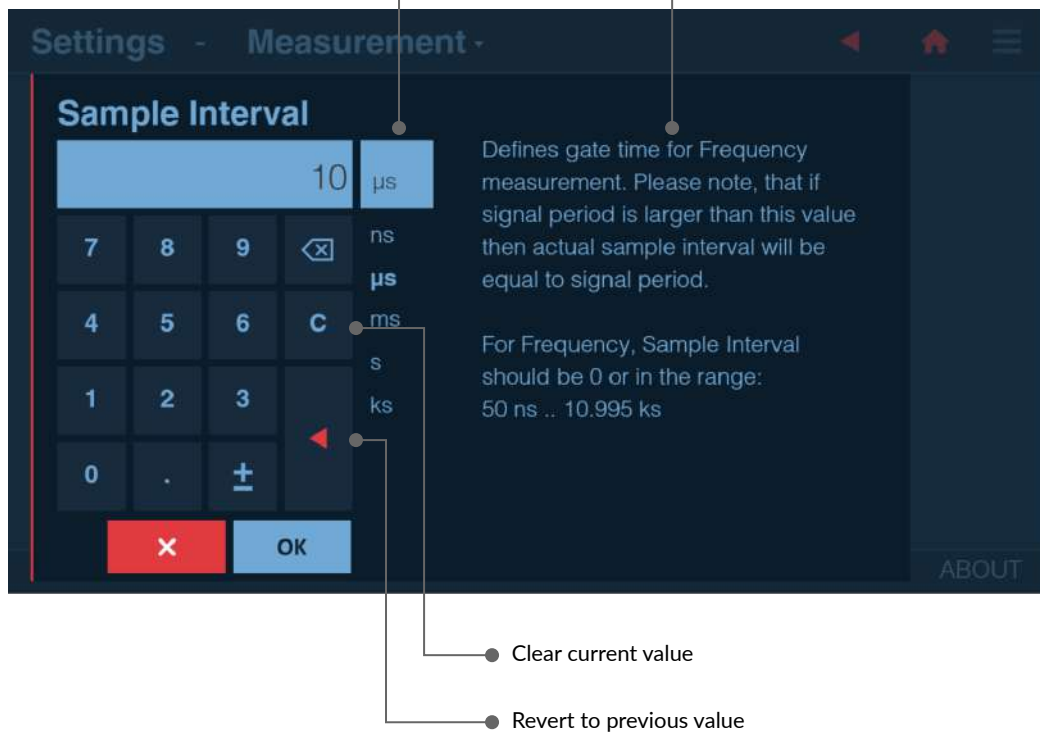 Settings - Measurement
Sample Interval
10 µs
7 8 9
4 5 6 C
1 2 3
0 . ±
× OK
ns
µs
ms
s
ks
Defines gate time for Frequency
measurement. Please note, that if
signal period is larger than this value
then actual sample interval will be
equal to signal period.
For Frequency, Sample Interval
should be 0 or in the range:
50 ns .. 10.995 ks
ABOUT
Clear current value
Revert to previous value